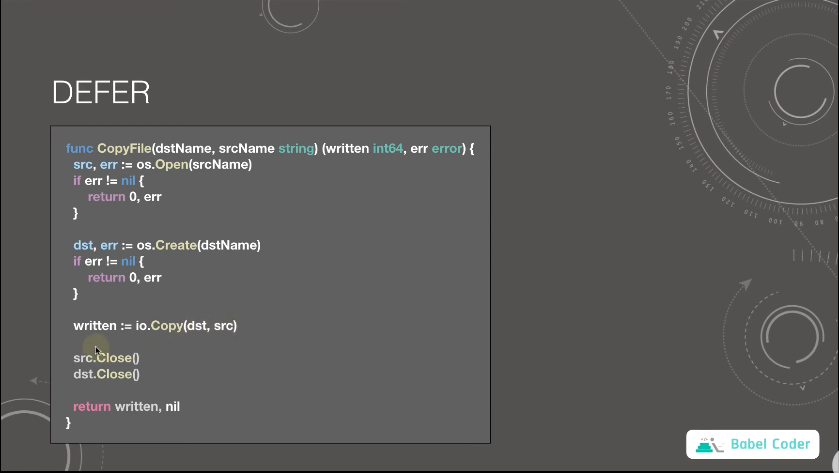 DEFER
func CopyFile(dstName, srcName string) (written int64, err error) {
src, err := os.Open(srcName)
if err != nil {
return 0, err
}
dst, err := os.Create(dstName)
if err != nil {
return 0, err
}
written := io.Copy(dst, src)
src.Close()
dst.Close()
return written, nil
}
Babel Coder